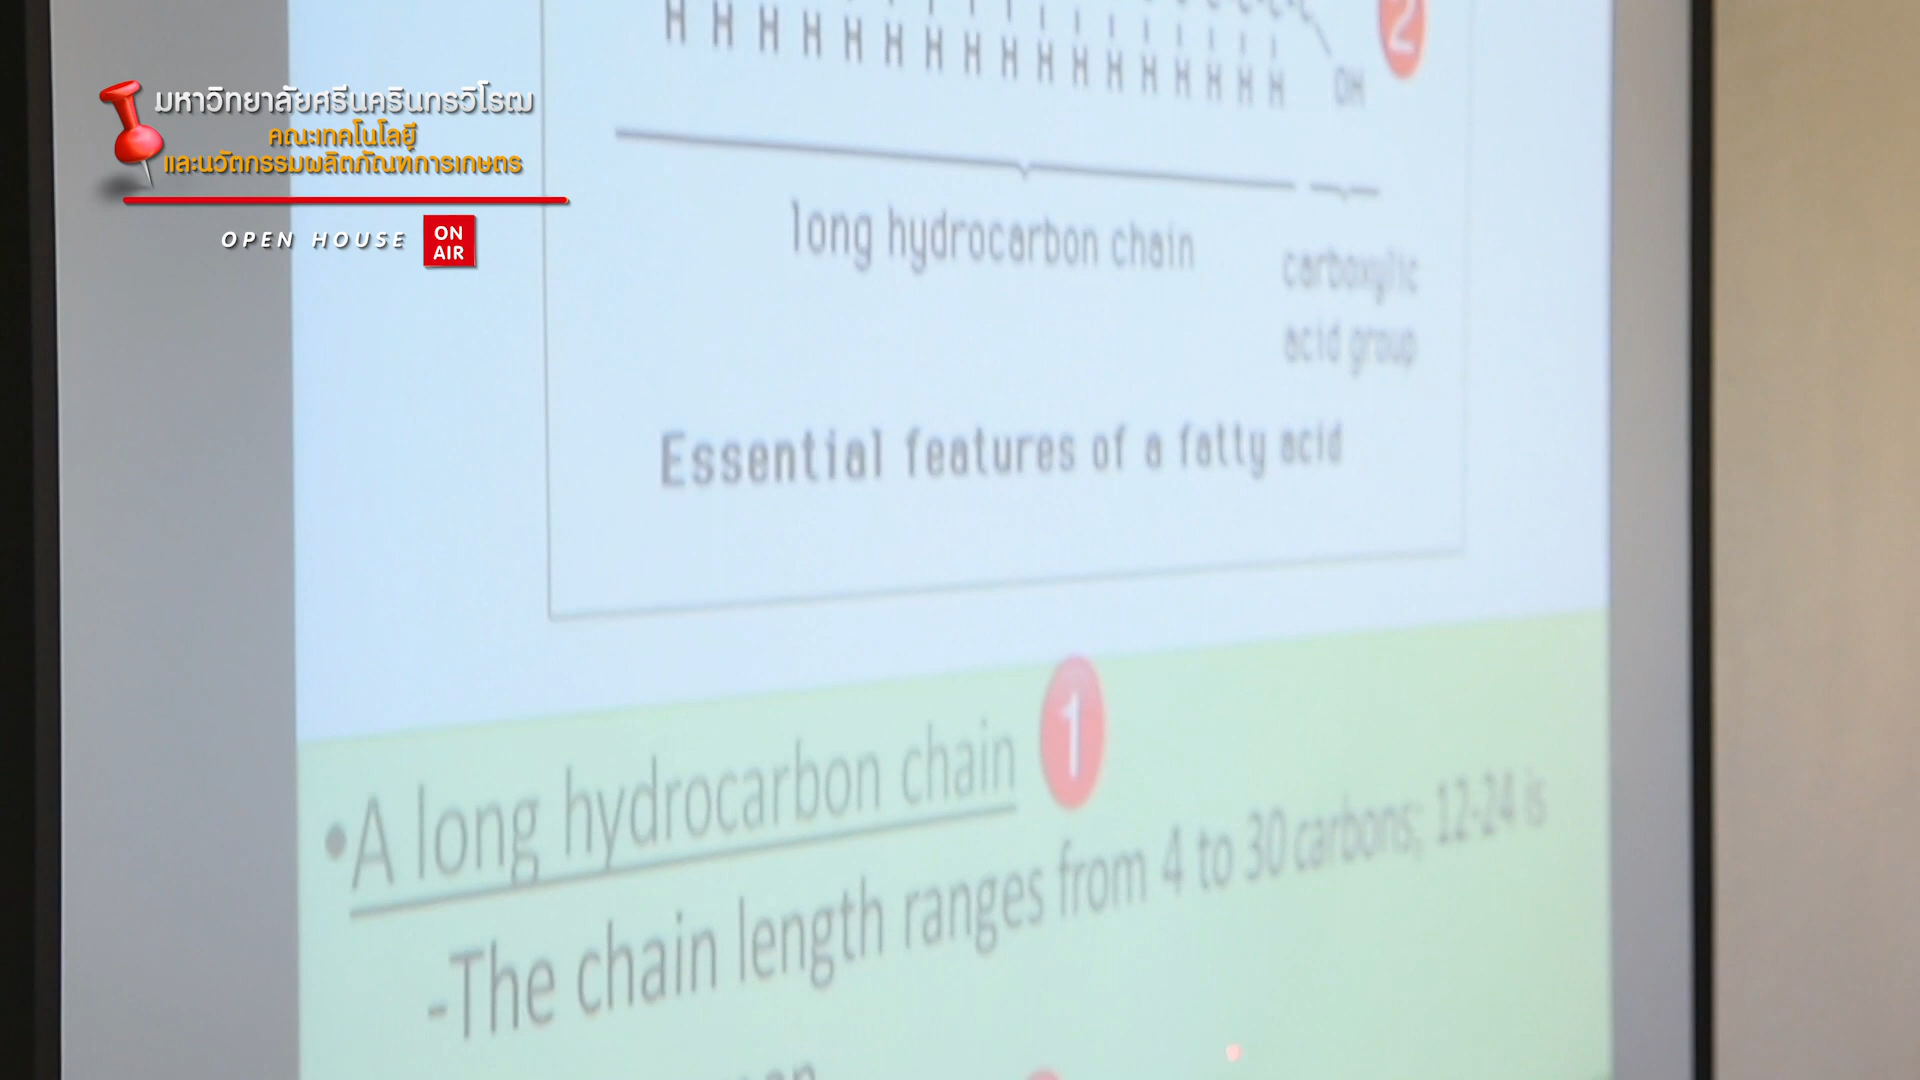 มหาวิทยาลัยศรีนครินทรวิโรฒ
คณะเทคโนโลยี
และนวัตกรรมผลิตภัณฑ์การเกษตร
OPEN HOUSE
ON
AIR
2
H H H H H H H H H H H H H H H H H
OH
long hydrocarbon chain
carboxylic
acid group
Essential features of a fatty acid
•A long hydrocarbon chain
1
-The chain length ranges from 4 to 30 carbons; 12-24 is